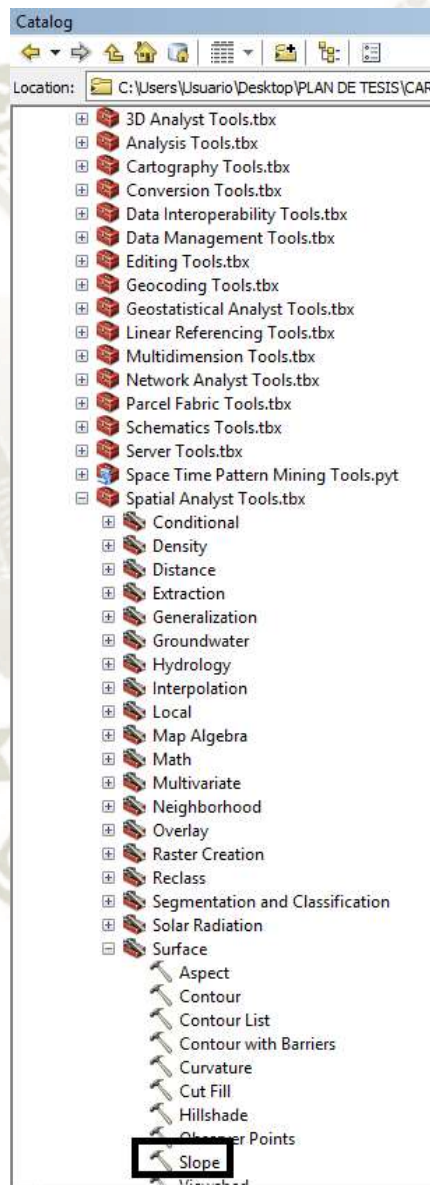 Catalog
Location: C:\Users\Usuario\Desktop\PLAN DE TESIS\CAR
3D Analyst Tools.tbx
Analysis Tools.tbx
Cartography Tools.tbx
Conversion Tools.tbx
Data Interoperability Tools.tbx
Data Management Tools.tbx
Editing Tools.tbx
Geocoding Tools.tbx
Geostatistical Analyst Tools.tbx
Linear Referencing Tools.tbx
Multidimension Tools.tbx
Network Analyst Tools.tbx
Parcel Fabric Tools.tbx
Schematics Tools.tbx
Server Tools.tbx
Space Time Pattern Mining Tools.pyt
Spatial Analyst Tools.tbx
Conditional
Density
Distance
Extraction
Generalization
Groundwater
Hydrology
Interpolation
Local
Map Algebra
Math
Multivariate
Neighborhood
Overlay
Raster Creation
Reclass
Segmentation and Classification
Solar Radiation
Surface
Aspect
Contour
Contour List
Contour with Barriers
Curvature
Cut Fill
Hillshade
Observer Points
Slope
Viewshed